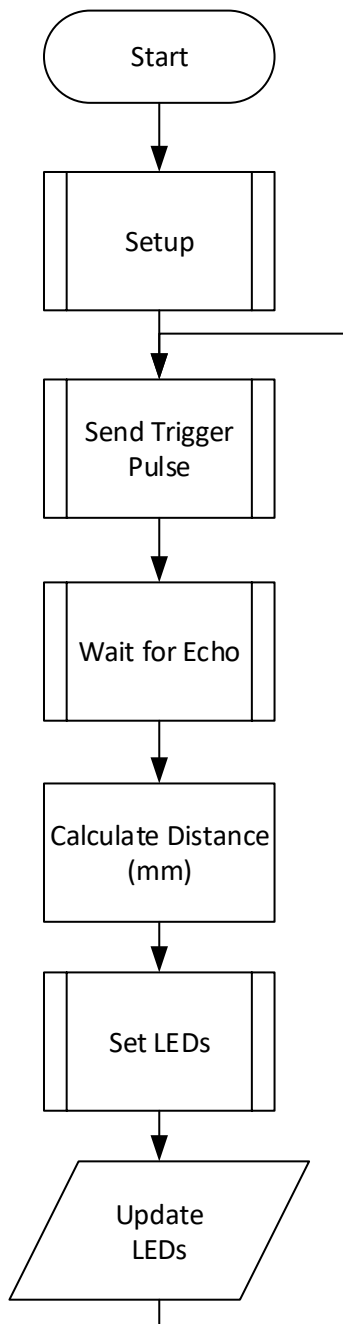 Start
Setup
Send Trigger
Pulse
Wait for Echo
Calculate Distance
(mm)
Set LEDs
Update
LEDs